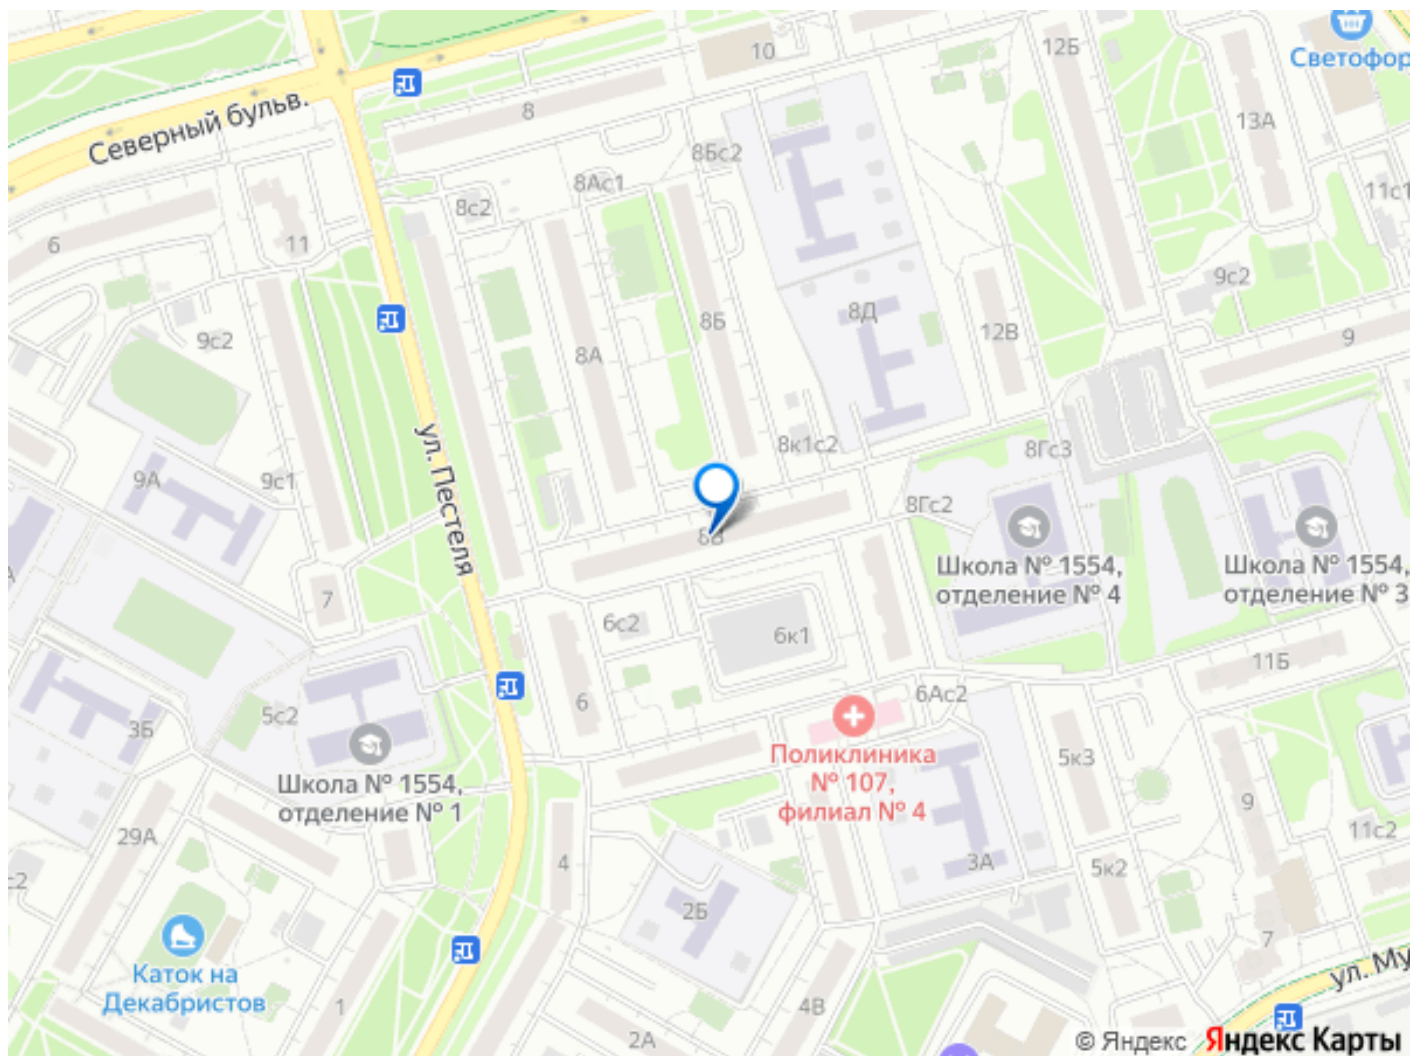 10
12Б
Светофор
8
13А
Северный бульв.
8Бс2
8Ас1
11с1
8с2
6
11
9с2
8Д
8Б
12В
9с2
9
8А
ул. Пестеля
8к1с2
8Гс3
9А
9с1
8Гс2
8В
Школа № 1554,
отделение № 4
Школа № 1554,
отделение № 3
7
6с2
6к1
11Б
6
6Ас2
5с2
3Б
Школа № 1554,
отделение № 1
Поликлиника
№ 107,
филиал № 4
5к3
9
29А
11с2
4
3А
5к2
с2
2Б
7
ул. Му
Каток на
Декабристов
1
4В
2А
© Яндекс Яндекс Карты